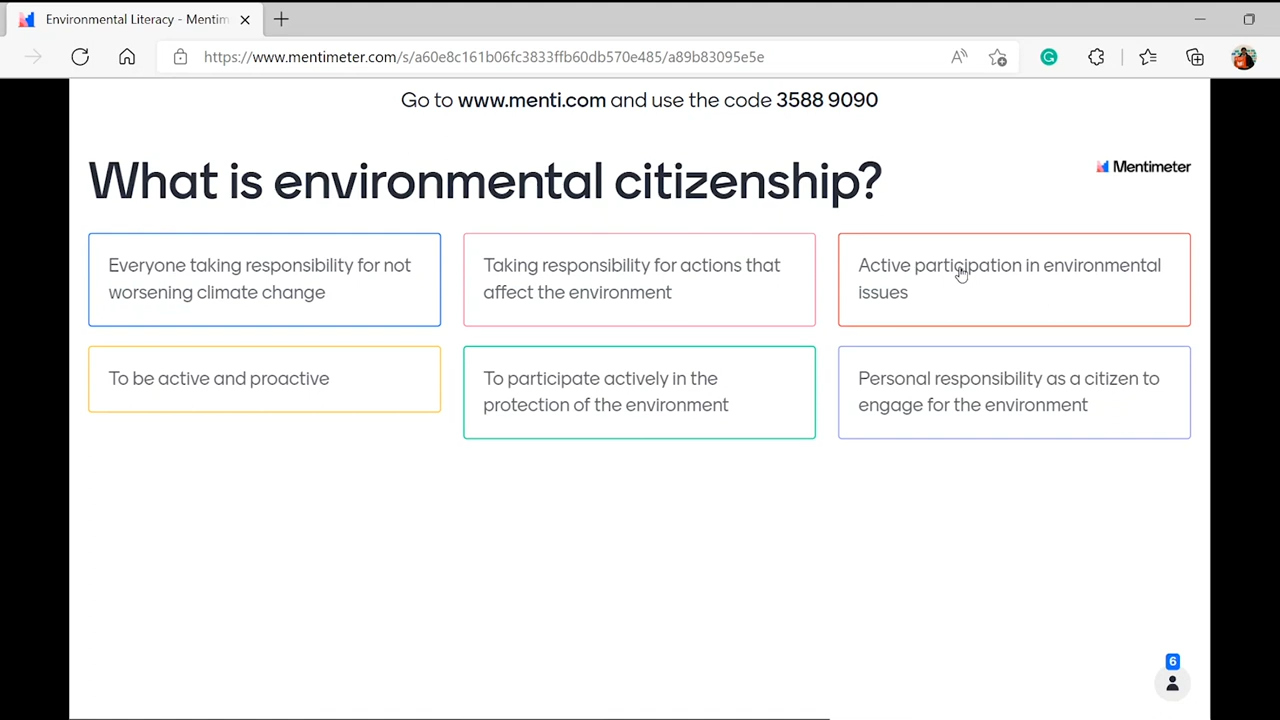 Environmental Literacy - Mentim
https://www.mentimeter.com/s/a60e8c161b06fc3833ffb60db570e485/a89b83095e5e
Go to www.menti.com and use the code 3588 9090
What is environmental citizenship?
Mentimeter
Everyone taking responsibility for not
worsening climate change
Taking responsibility for actions that
affect the environment
Active participation in environmental
issues
To be active and proactive
To participate actively in the
protection of the environment
Personal responsibility as a citizen to
engage for the environment
6